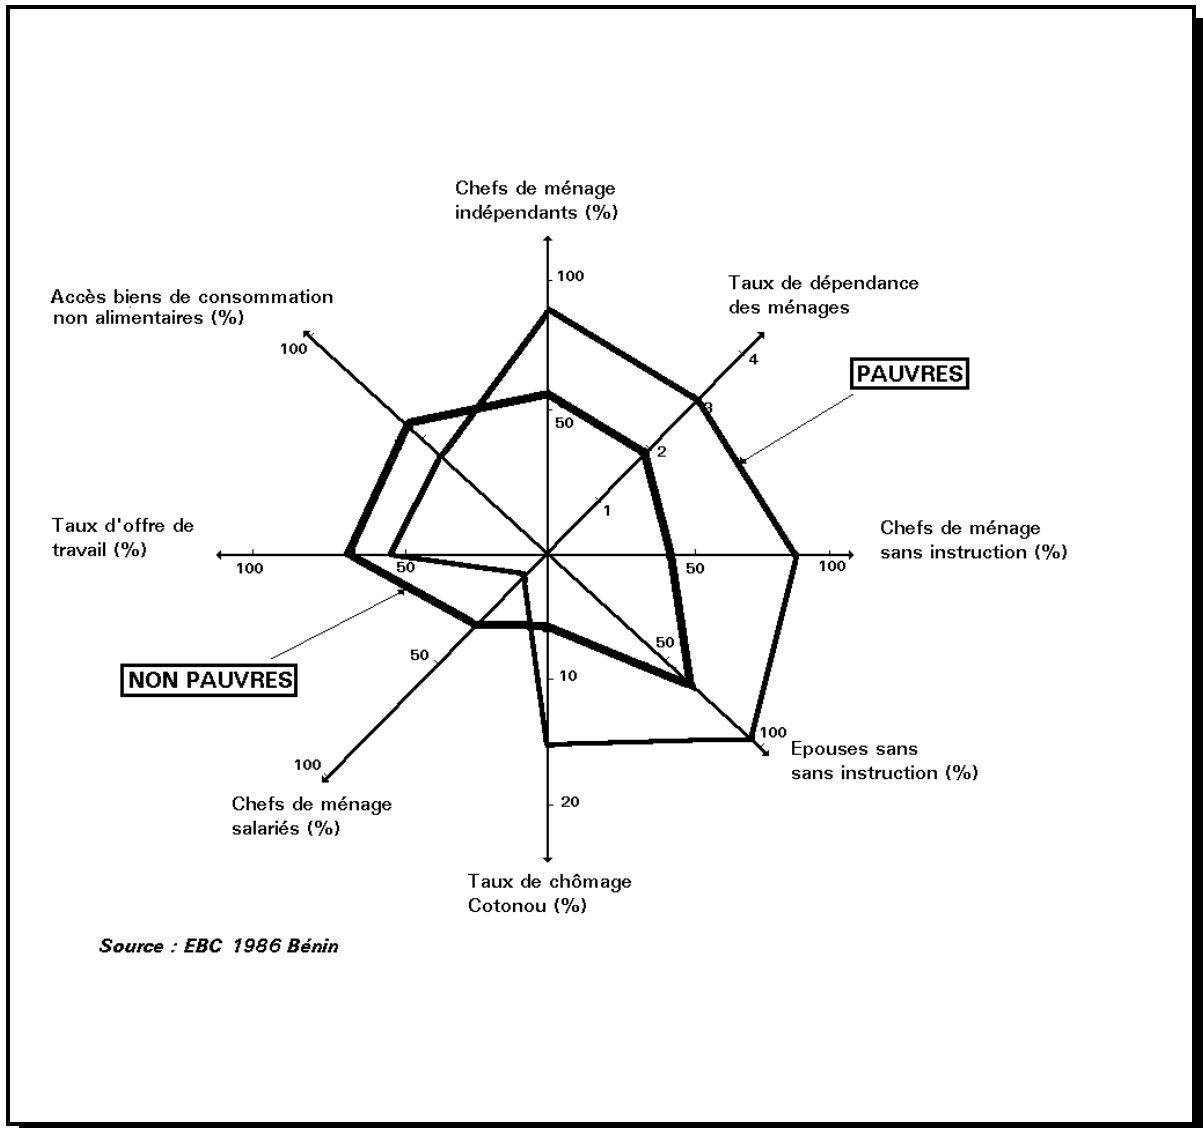 Chefs de ménage
indépendants (%)
100
50
Taux de dépendance
des ménages
4
3
2
1
PAUVRES
Accès biens de consommation
non alimentaires (%)
100
Taux d'offre de
travail (%)
100
50
Chefs de ménage
sans instruction (%)
50
100
NON PAUVRES
50
100
Chefs de ménage
salariés (%)
10
20
Taux de chômage
Cotonou (%)
50
100
Epouses sans
sans instruction (%)
Source : EBC 1986 Bénin